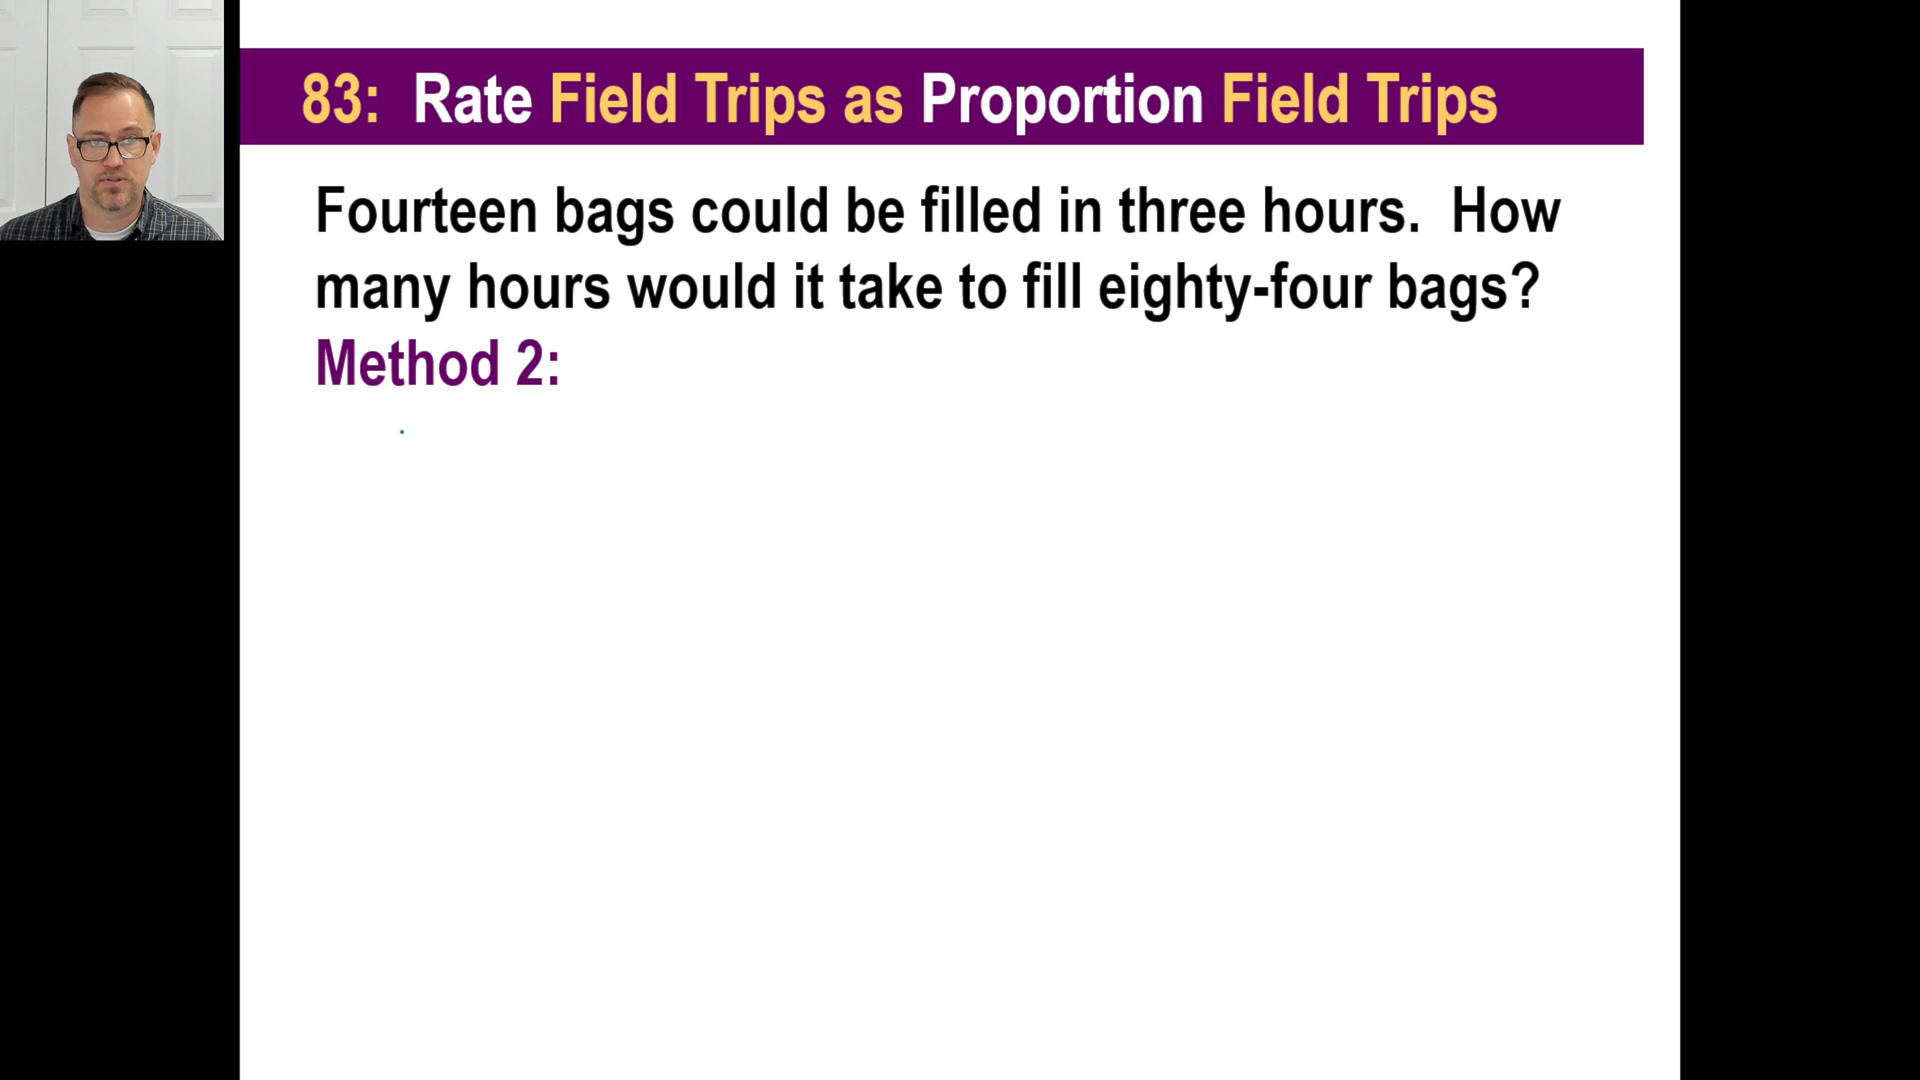 83: Rate Field Trips as Proportion Field Trips
Fourteen bags could be filled in three hours. How
many hours would it take to fill eighty-four bags?
Method 2: